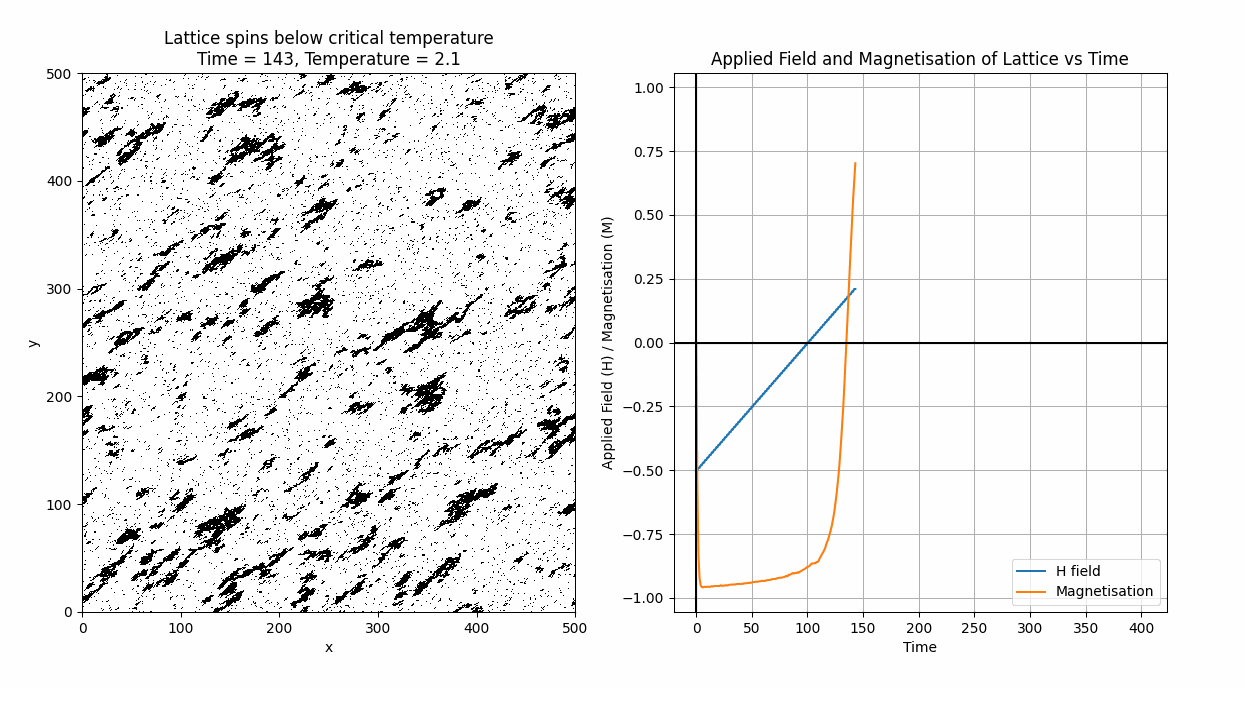 Lattice spins below critical temperature
Time = 143, Temperature = 2.1
500
400
300
200
100
0
y
0 100 200 300 400 500
x
Applied Field and Magnetisation of Lattice vs Time
1.00
0.75
0.50
0.25
0.00
−0.25
−0.50
−0.75
−1.00
Applied Field (H) / Magnetisation (M)
H field
Magnetisation
0 50 100 150 200 250 300 350 400
Time